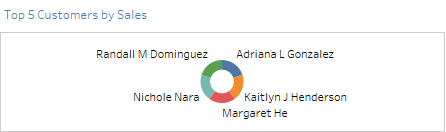 Top 5 Customers by Sales
Randall M Dominguez
Adriana L Gonzalez
Nichole Nara
Kaitlyn J Henderson
Margaret He